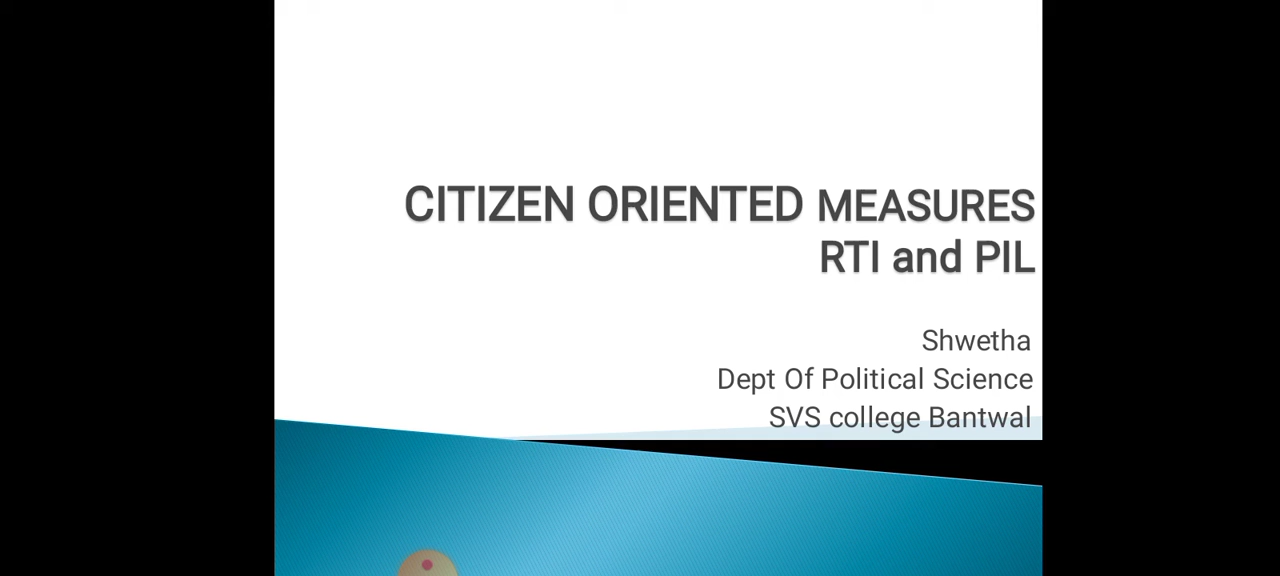 CITIZEN ORIENTED MEASURES
RTI and PIL
Shwetha
Dept Of Political Science
SVS college Bantwal